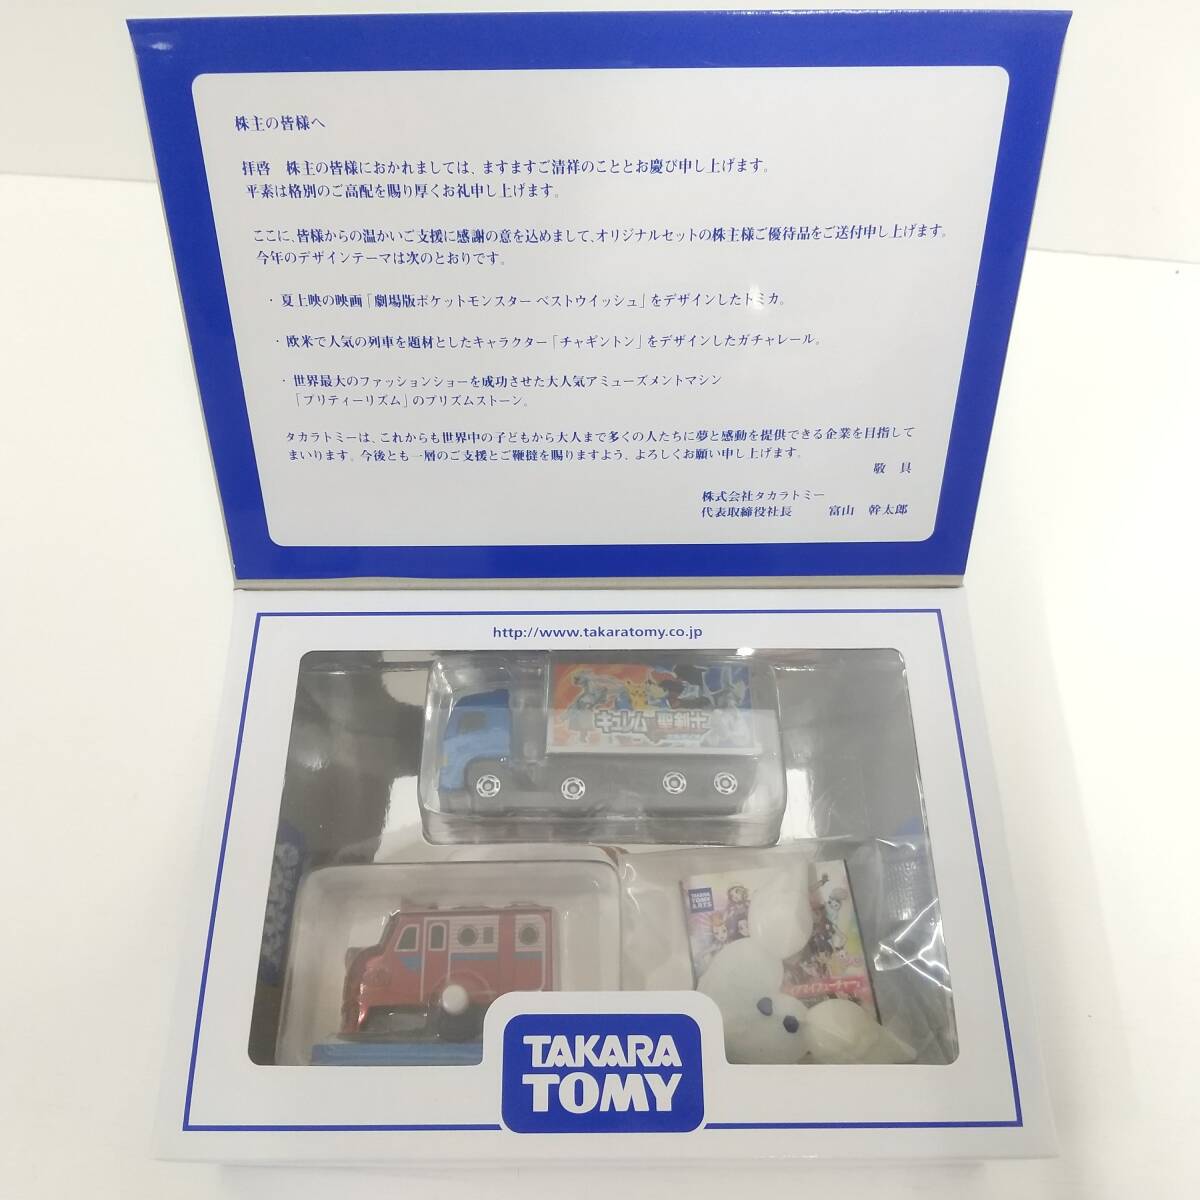 株主の皆様へ
拝啓　株主の皆様におかれましては、ますますご清祥のこととお慶び申し上げます。
平素は格別のご高配を賜り厚くお礼申し上げます。
ここに、皆様からの温かいご支援に感謝の意を込めまして、オリジナルセットの株主様ご優待品をご送付申し上げます。
今年のデザインテーマは次のとおりです。
・夏上映の映画「劇場版ポケットモンスター ベストウイッシュ」をデザインしたトミカ。
・欧米で人気の列車を題材としたキャラクター「チャギントン」をデザインしたガチャレール。
・世界最大のファッションショーを成功させた大人気アミューズメントマシン
「プリティーリズム」のプリズムストーン。
タカラトミーは、これからも世界中の子どもから大人まで多くの人たちに夢と感動を提供できる企業を目指して
まいります。今後とも一層のご支援とご鞭撻を賜りますよう、よろしくお願い申し上げます。
敬　具
株式会社タカラトミー
代表取締役社長　　富山　幹太郎
http://www.takaratomy.co.jp
キュレム 聖剣士
TAKARA
TOMY
ARTS
TAKARA
TOMY